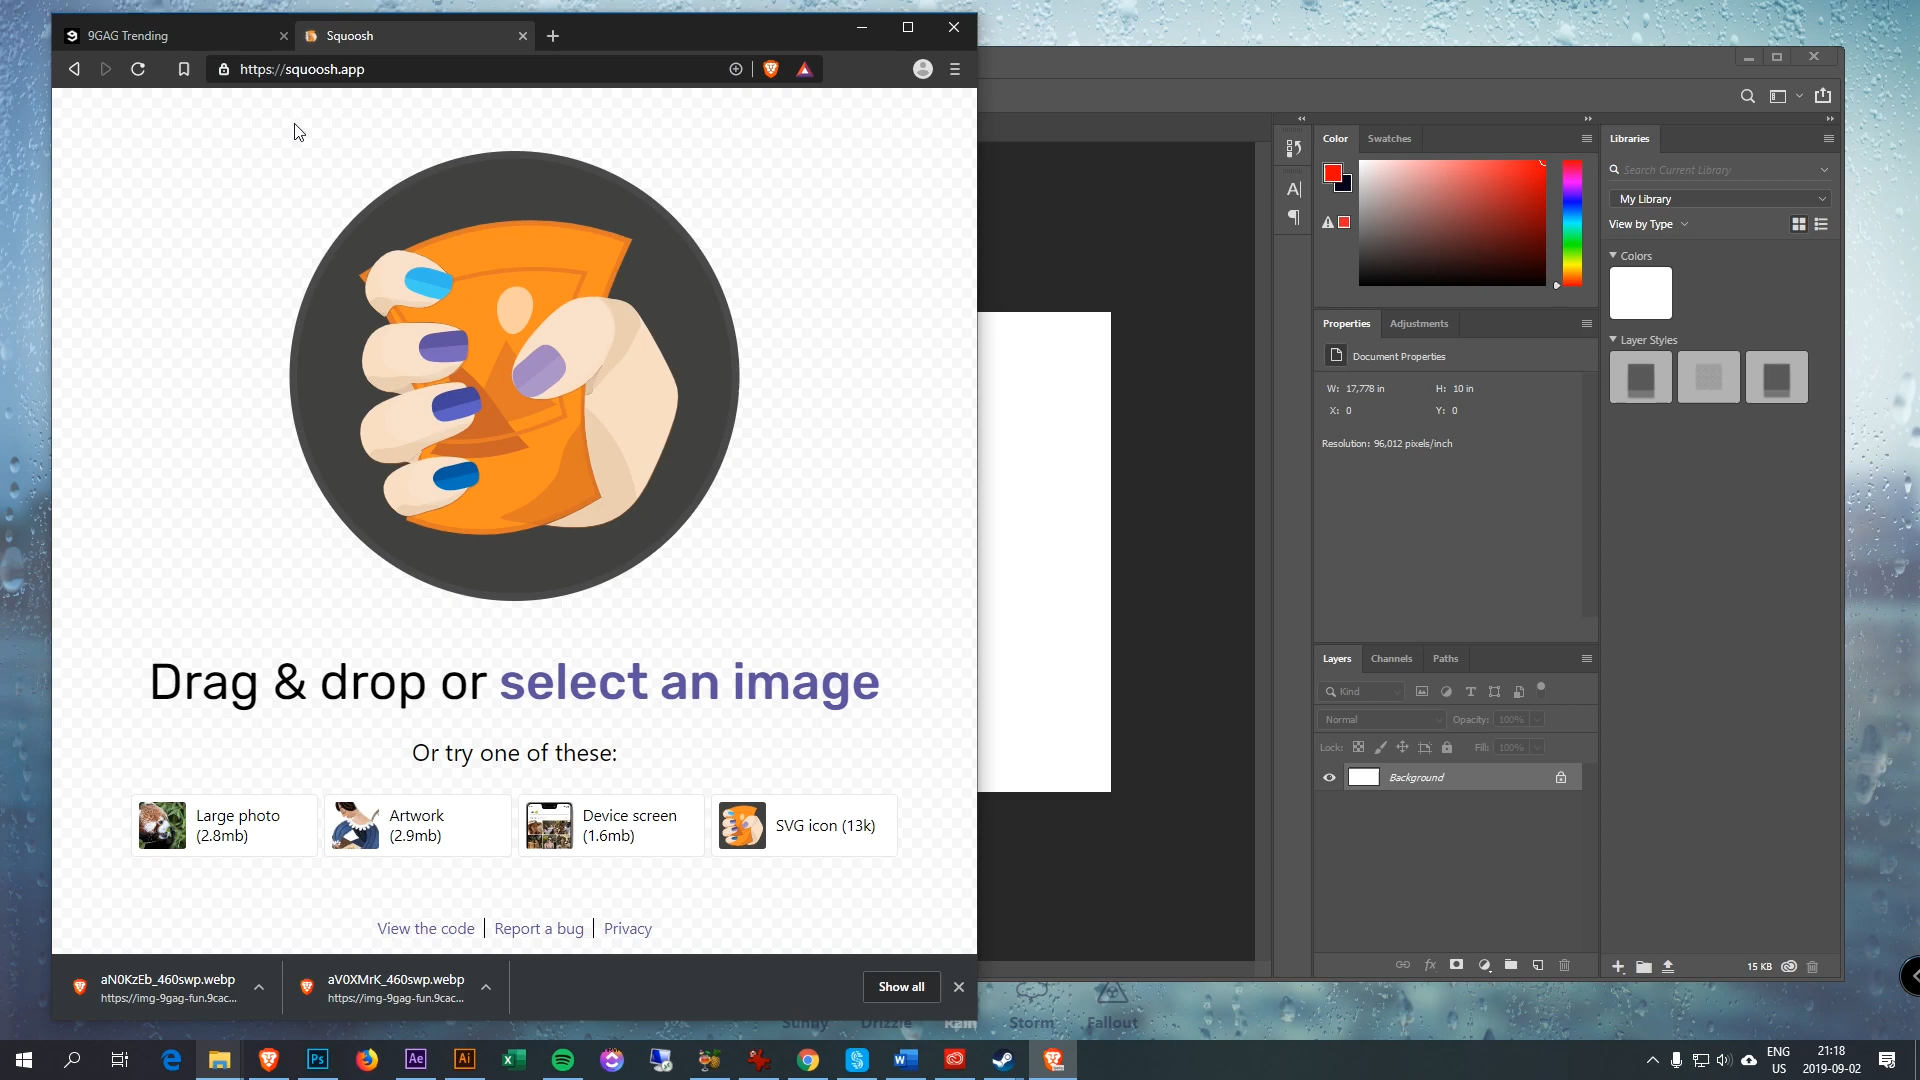 9GAG Trending
Squoosh
https://squoosh.app
Drag & drop or select an image
Or try one of these:
Large photo
(2.8mb)
Artwork
(2.9mb)
Device screen
(1.6mb)
SVG icon (13k)
View the code
Report a bug
Privacy
aN0KzEb_460swp.webp
https://img-9gag-fun.9cac...
aV0XMrK_460swp.webp
https://img-9gag-fun.9cac...
Show all
Color
Swatches
Properties
Adjustments
Document Properties
W: 17,778 in
H: 10 in
X: 0
Y: 0
Resolution: 96,012 pixels/inch
Layers
Channels
Paths
Kind
Normal
Opacity: 100%
Lock:
Fill: 100%
Background
Libraries
Search Current Library
My Library
View by Type
Colors
Layer Styles
15 KB
Sunny
Drizzle
Rain
Storm
Fallout
Ps
Ae
Ai
ENG
US
21:18
2019-09-02